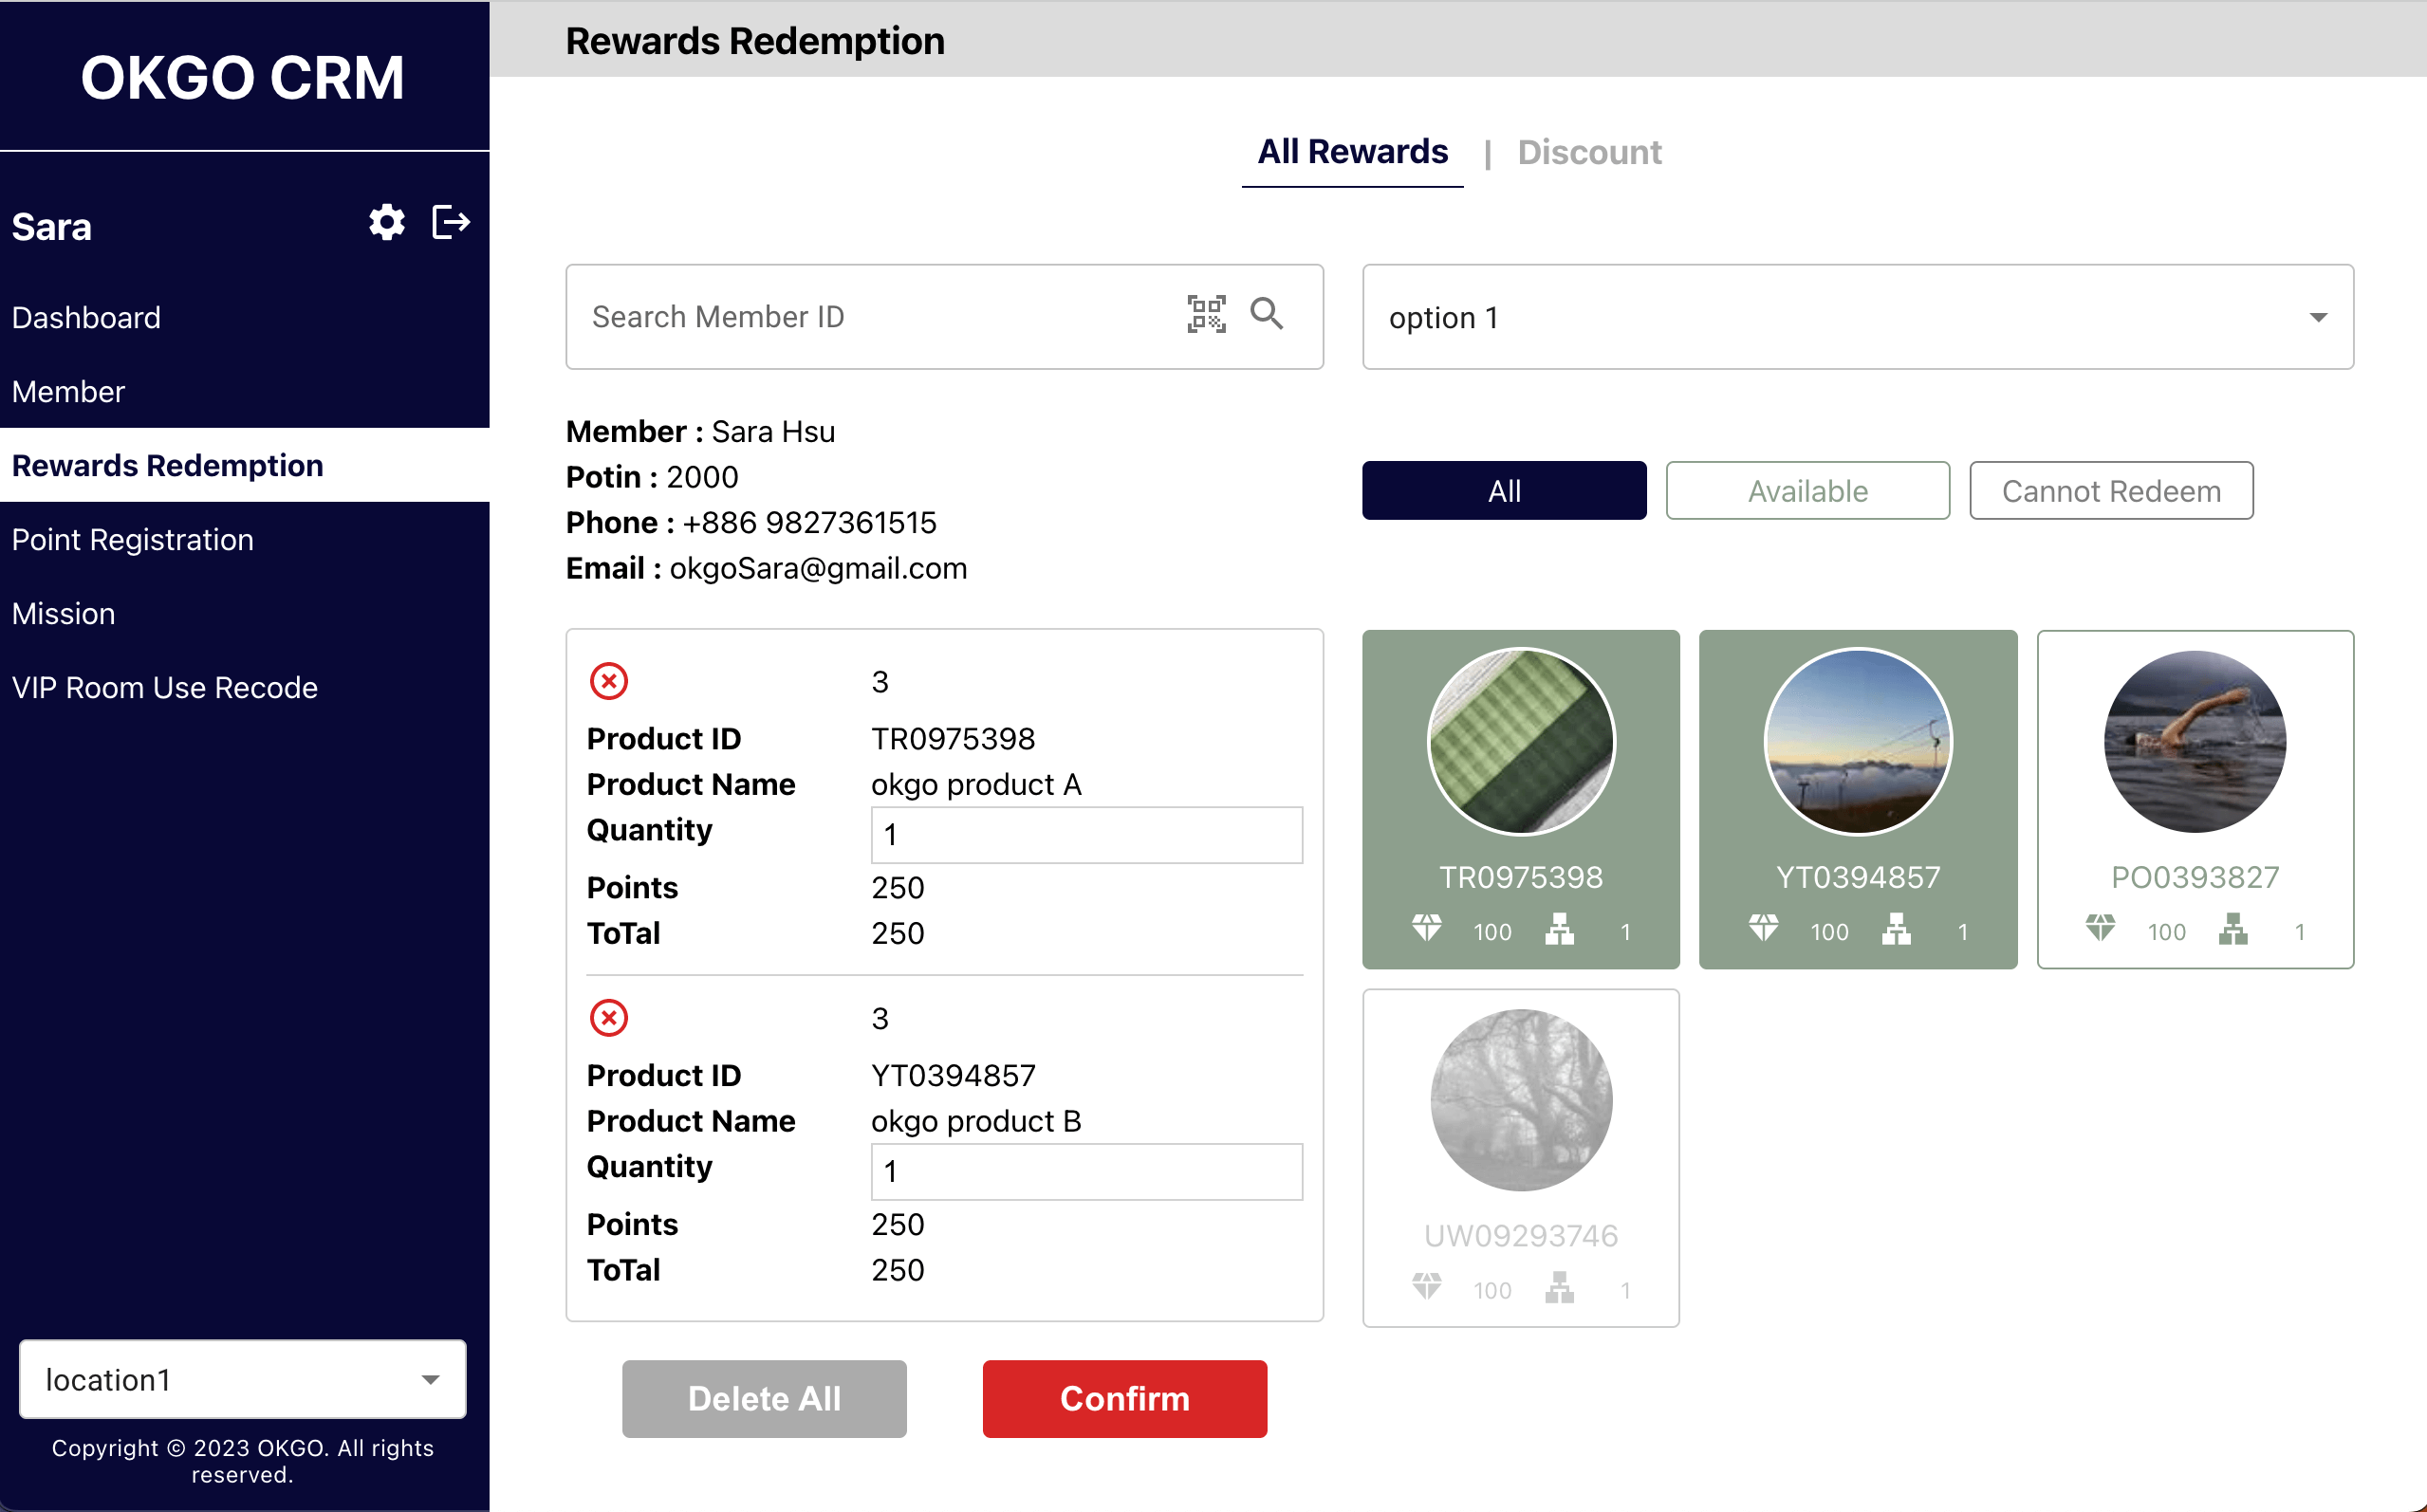 OKGO CRM
Sara
Dashboard
Member
Rewards Redemption
Point Registration
Mission
VIP Room Use Recode
location1
Copyright © 2023 OKGO. All rights
reserved.
Rewards Redemption
All Rewards | Discount
Search Member ID
option 1
Member : Sara Hsu
Potin : 2000
Phone : +886 9827361515
Email : okgoSara@gmail.com
All Available Cannot Redeem
3
Product ID TR0975398
Product Name okgo product A
Quantity 1
Points 250
ToTal 250
3
Product ID YT0394857
Product Name okgo product B
Quantity 1
Points 250
ToTal 250
Delete All Confirm
TR0975398
100 1
YT0394857
100 1
PO0393827
100 1
UW09293746
100 1